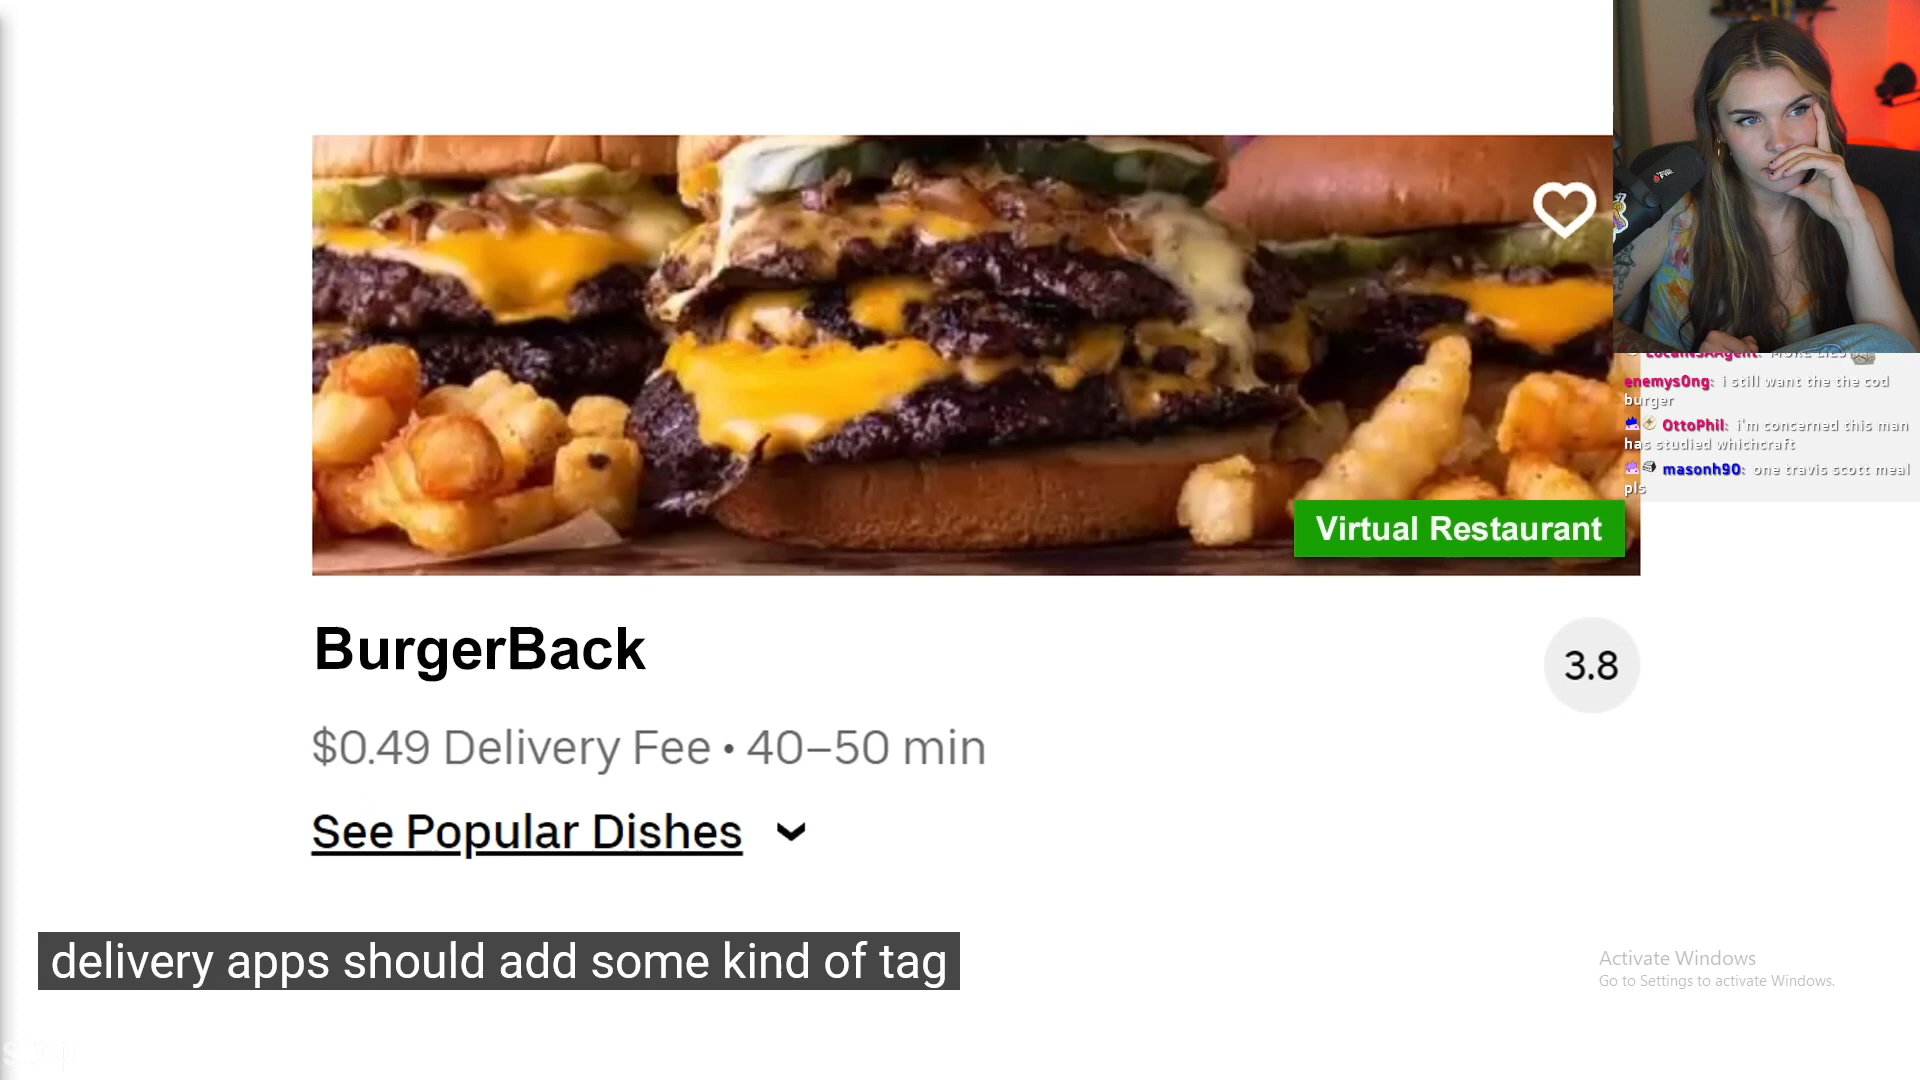 Virtual Restaurant
BurgerBack
3.8
$0.49 Delivery Fee • 40–50 min
See Popular Dishes
delivery apps should add some kind of tag
enemys0ng: i still want the the cod
burger
OttoPhil: i'm concerned this man
has studied whichcraft
masonh90: one travis scott meal
pls
Activate Windows
Go to Settings to activate Windows.